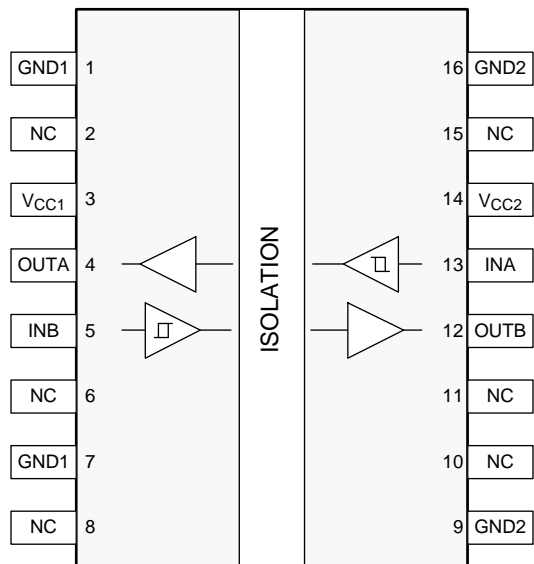 GND1 1 16 GND2
NC 2 15 NC
VCC1 3 14 VCC2
OUTA 4 13 INA
INB 5 12 OUTB
NC 6 11 NC
GND1 7 10 NC
NC 8 9 GND2
ISOLATION